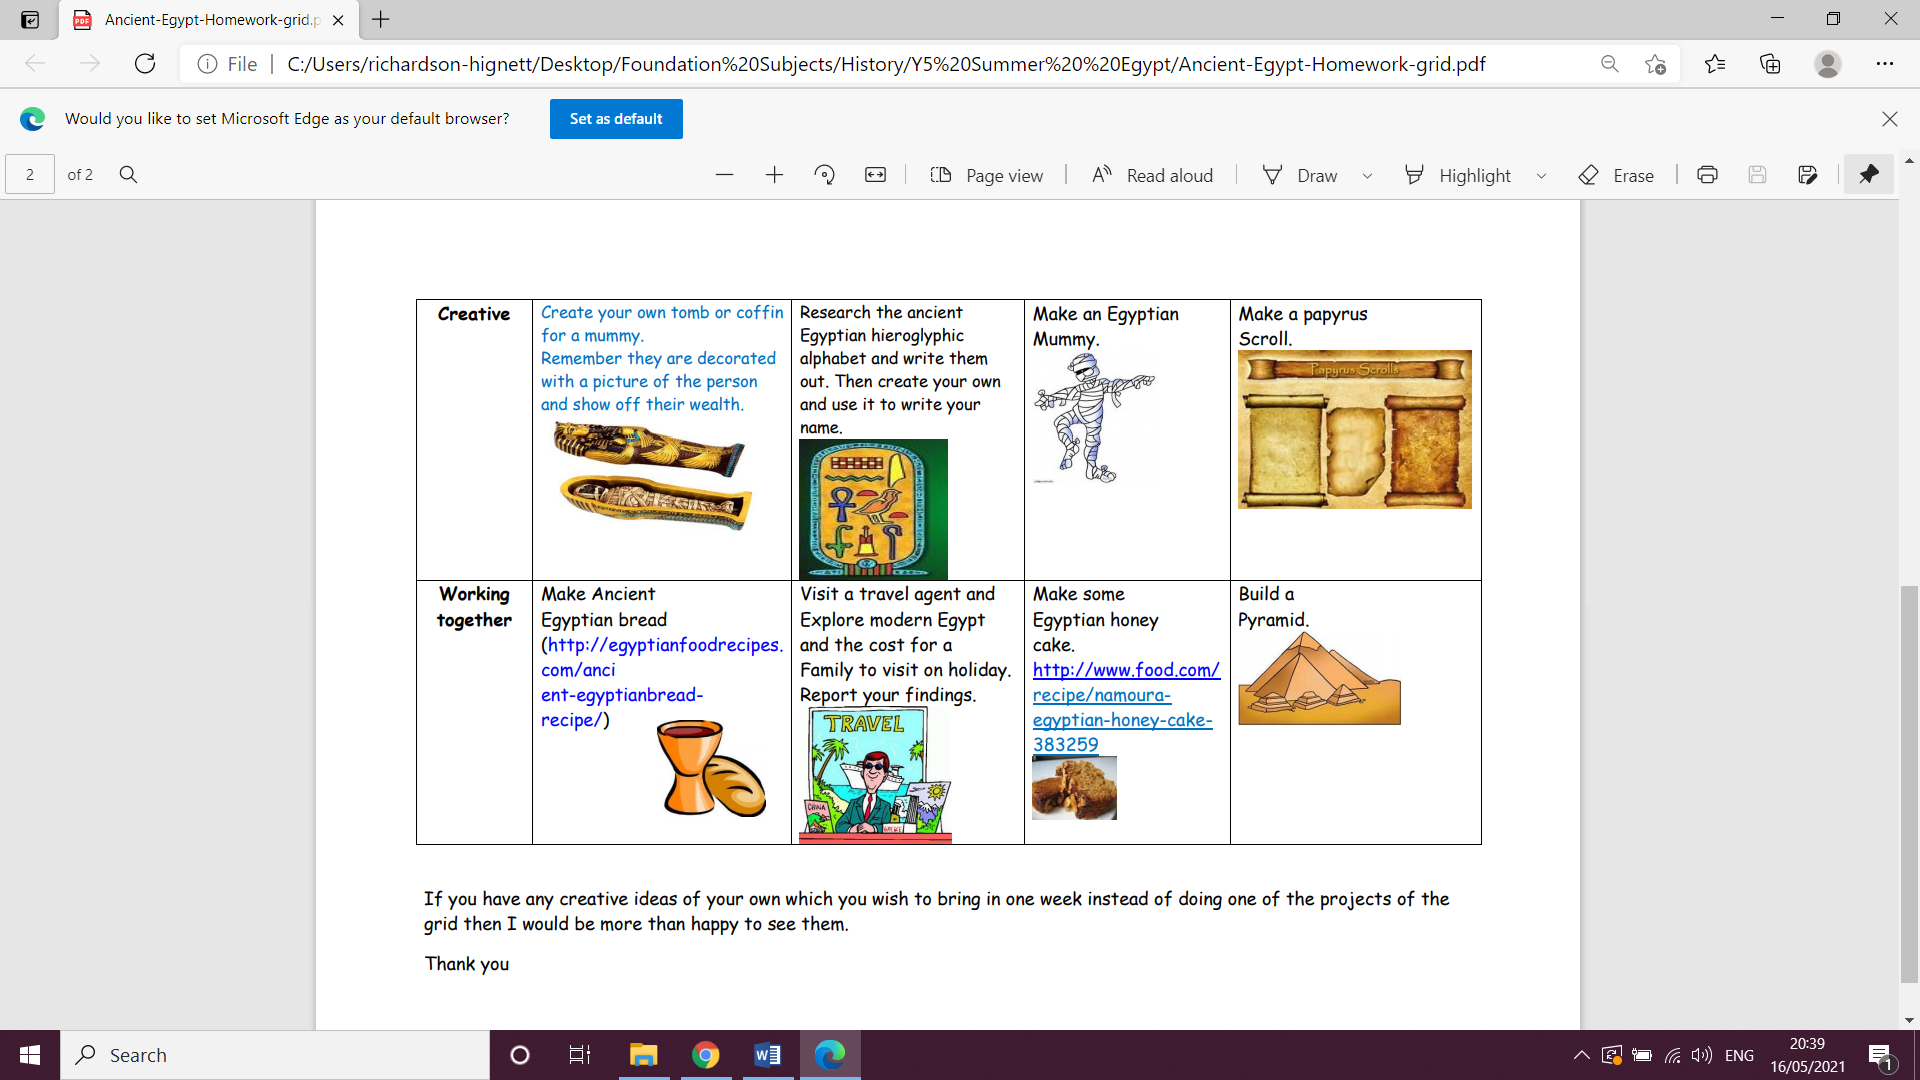 Ancient-Egypt-Homework-grid.p
File
C:/Users/richardson-hignett/Desktop/Foundation%20Subjects/History/Y5%20Summer%20%20Egypt/Ancient-Egypt-Homework-grid.pdf
Would you like to set Microsoft Edge as your default browser?
Set as default
2 of 2
Page view
Read aloud
Draw
Highlight
Erase
Creative
Create your own tomb or coffin
for a mummy.
Remember they are decorated
with a picture of the person
and show off their wealth.
Research the ancient
Egyptian hieroglyphic
alphabet and write them
out. Then create your own
and use it to write your
name.
Make an Egyptian
Mummy.
Make a papyrus
Scroll.
Papyrus Scrolls
Working
together
Make Ancient
Egyptian bread
(http://egyptianfoodrecipes.
com/anci
ent-egyptianbread-
recipe/)
Visit a travel agent and
Explore modern Egypt
and the cost for a
Family to visit on holiday.
Report your findings.
TRAVEL
CHINA
Make some
Egyptian honey
cake.
http://www.food.com/
recipe/namoura-
egyptian-honey-cake-
383259
Build a
Pyramid.
If you have any creative ideas of your own which you wish to bring in one week instead of doing one of the projects of the
grid then I would be more than happy to see them.
Thank you
Search
ENG
20:39
16/05/2021
1